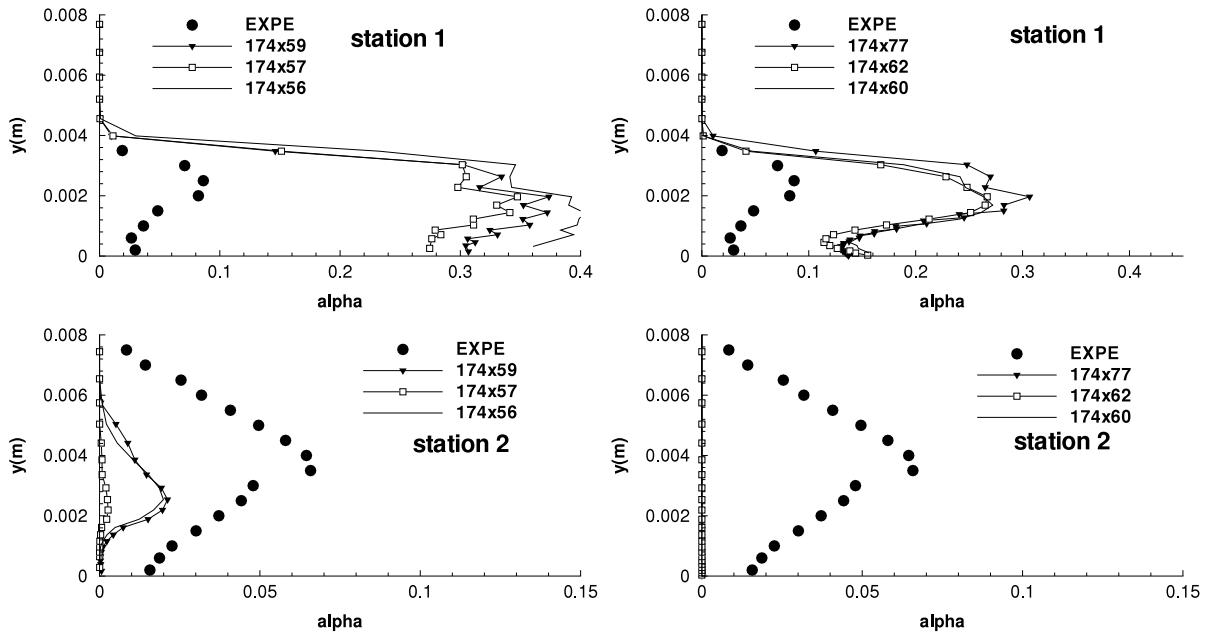 EXPE
174x59
174x57
174x56
station 1
0.008
0.006
0.004
0.002
0
y(m)
0
0.1
0.2
0.3
0.4
alpha
EXPE
174x77
174x62
174x60
station 1
0.008
0.006
0.004
0.002
0
y(m)
0
0.1
0.2
0.3
0.4
alpha
EXPE
174x59
174x57
174x56
station 2
0.008
0.006
0.004
0.002
0
y(m)
0
0.05
0.1
0.15
alpha
EXPE
174x77
174x62
174x60
station 2
0.008
0.006
0.004
0.002
0
y(m)
0
0.05
0.1
0.15
alpha